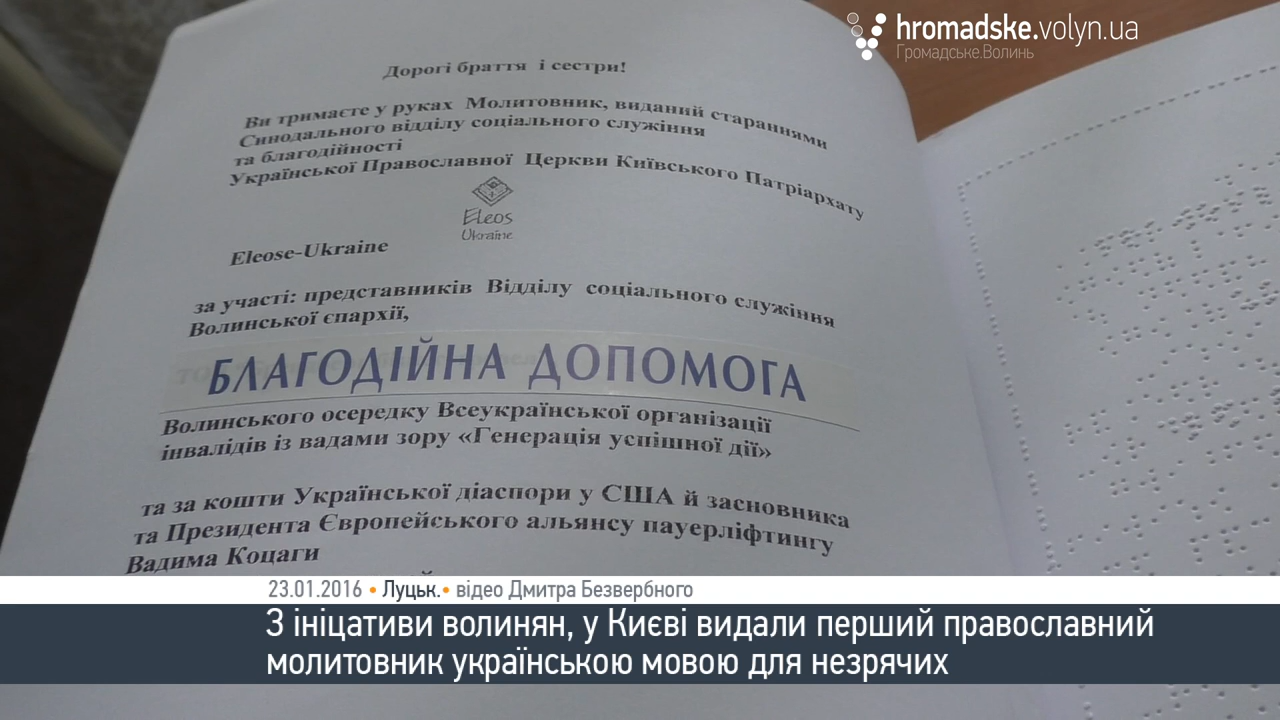 hromadske.volyn.ua
Громадське.Волинь
Дорогі браття і сестри!
Ви тримаєте у руках Молитовник, виданий стараннями
Синодального відділу соціального служіння
та благодійності
Української Православної Церкви Київського Патріархату
Eleos
Ukraine
Eleose-Ukraine
за участі: представників Відділу соціального служіння
Волинської єпархії,
БЛАГОДІЙНА ДОПОМОГА
Волинського осередку Всеукраїнської організації
інвалідів із вадами зору «Генерація успішної дії»
та за кошти Української діаспори у США й засновника
та Президента Європейського альянсу пауерліфтингу
Вадима Коцаги
23.01.2016 • Луцьк. • відео Дмитра Безвербного
З ініцативи волинян, у Києві видали перший православний
молитовник українською мовою для незрячих